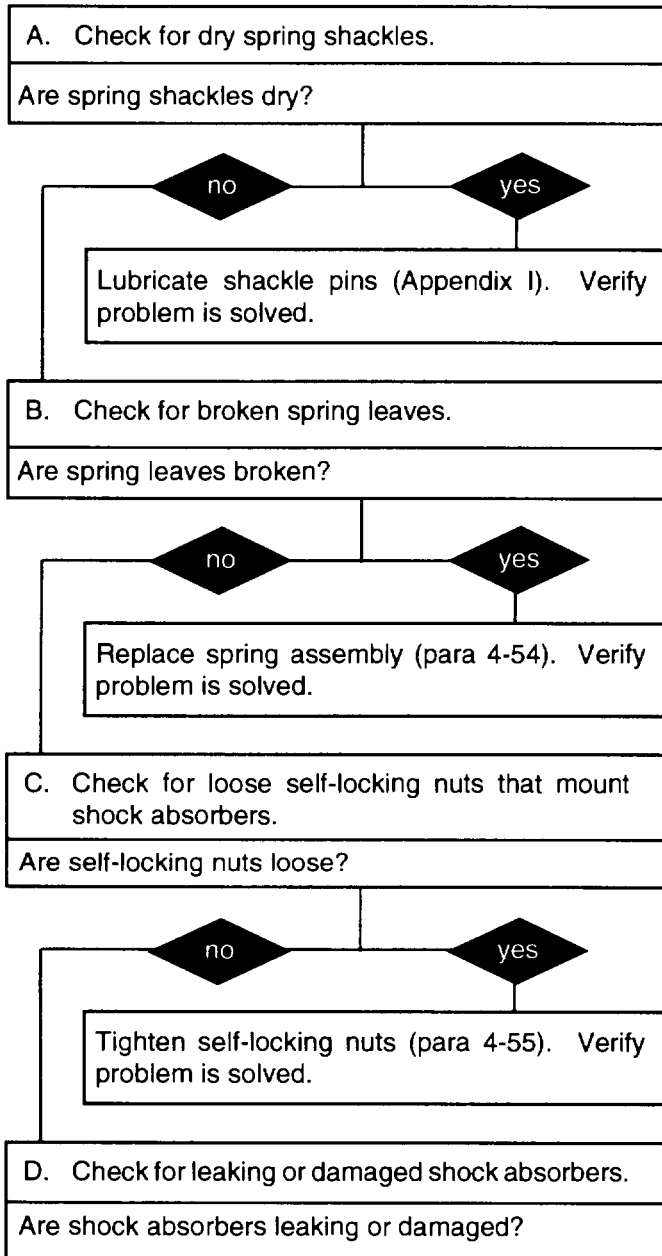 A. Check for dry spring shackles.
Are spring shackles dry?
no
yes
Lubricate shackle pins (Appendix I). Verify
problem is solved.
B. Check for broken spring leaves.
Are spring leaves broken?
no
yes
Replace spring assembly (para 4-54). Verify
problem is solved.
C. Check for loose self-locking nuts that mount
shock absorbers.
Are self-locking nuts loose?
no
yes
Tighten self-locking nuts (para 4-55). Verify
problem is solved.
D. Check for leaking or damaged shock absorbers.
Are shock absorbers leaking or damaged?